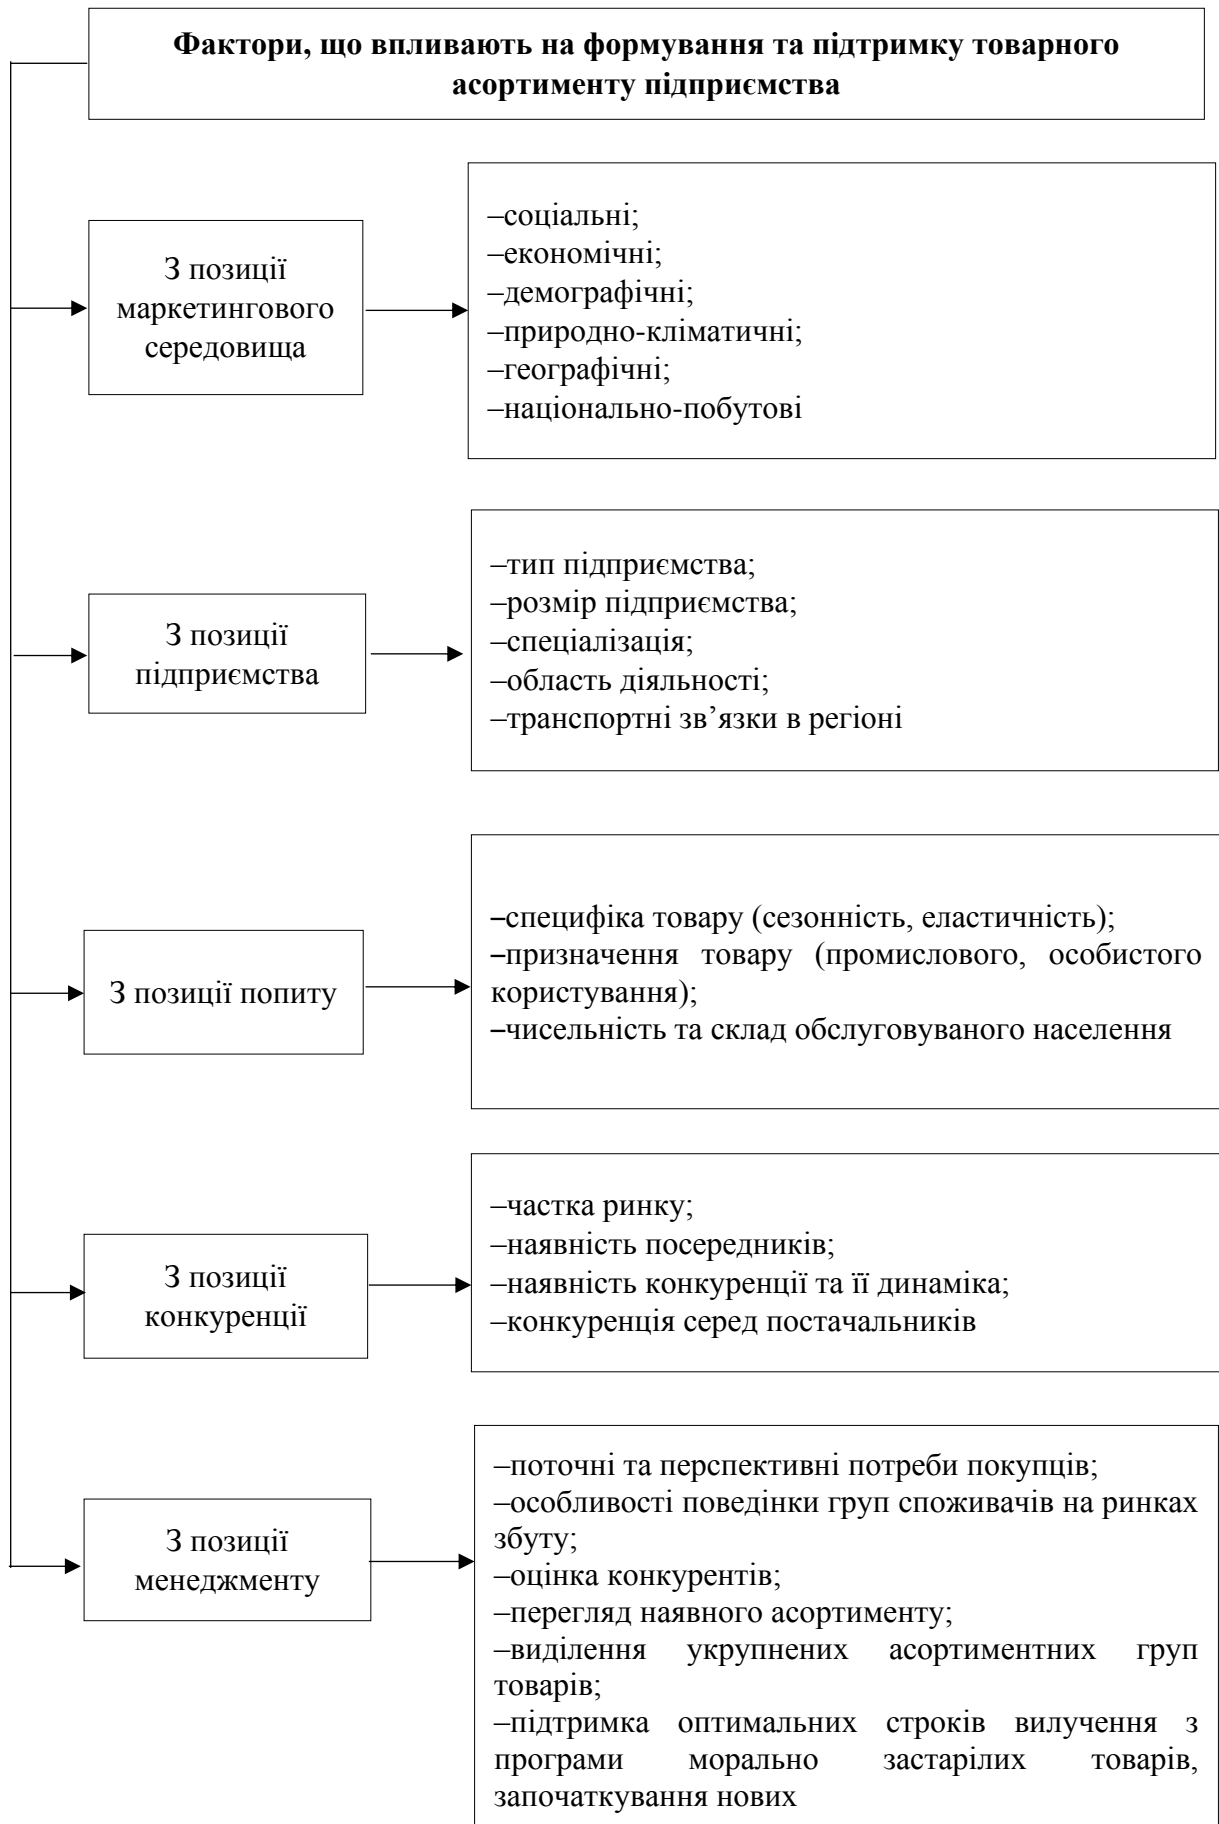 Фактори, що впливають на формування та підтримку товарного
асортименту підприємства
З позиції
маркетингового
середовища
–соціальні;
–економічні;
–демографічні;
–природно-кліматичні;
–географічні;
–національно-побутові
З позиції
підприємства
–тип підприємства;
–розмір підприємства;
–спеціалізація;
–область діяльності;
–транспортні зв’язки в регіоні
З позиції попиту
–специфіка товару (сезонність, еластичність);
–призначення товару (промислового, особистого
користування);
–чисельність та склад обслуговуваного населення
З позиції
конкуренції
–частка ринку;
–наявність посередників;
–наявність конкуренції та її динаміка;
–конкуренція серед постачальників
З позиції
менеджменту
–поточні та перспективні потреби покупців;
–особливості поведінки груп споживачів на ринках
збуту;
–оцінка конкурентів;
–перегляд наявного асортименту;
–виділення укрупнених асортиментних груп
товарів;
–підтримка оптимальних строків вилучення з
програми морально застарілих товарів,
започаткування нових